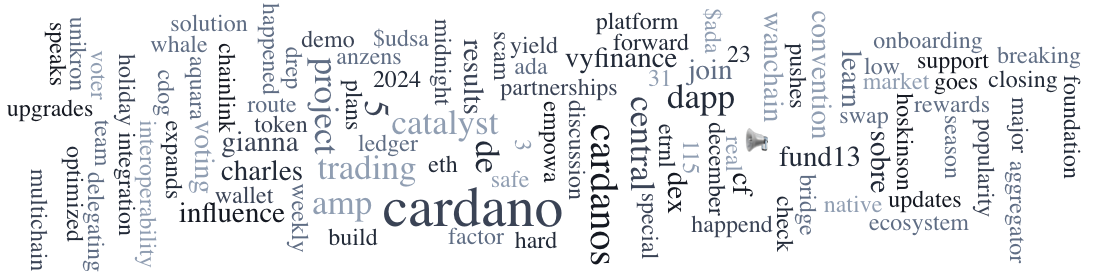 unikron
speaks
voter
solution
happened
demo
$udsa
whale
anzens
midnight
results
scam
yield
ada
platform
forward
$ada
23
wanchain
convention
onboarding
support
breaking
low
market
goes
closing
foundation
holiday
cdog
aquara
chainlink
drep
project
plans
2024
5
partnerships
vyfinance
31
join
dapp
pushes
learn
swap
upgrades
route
token
catalyst
rewards
hoskinson
season
popularity
major
team
delegating
integration
interoperability
expands
voting
gianna
ledger
de
3
empowa
discussion
cardanos
central
etml
115
december
real
cf
fund13
sobre
optimized
multichain
charles
wallet
influence
weekly
trading
eth
safe
amp
cardano
build
factor
hard
special
dex
happend
check
bridge
native
updates
ecosystem
aggregator